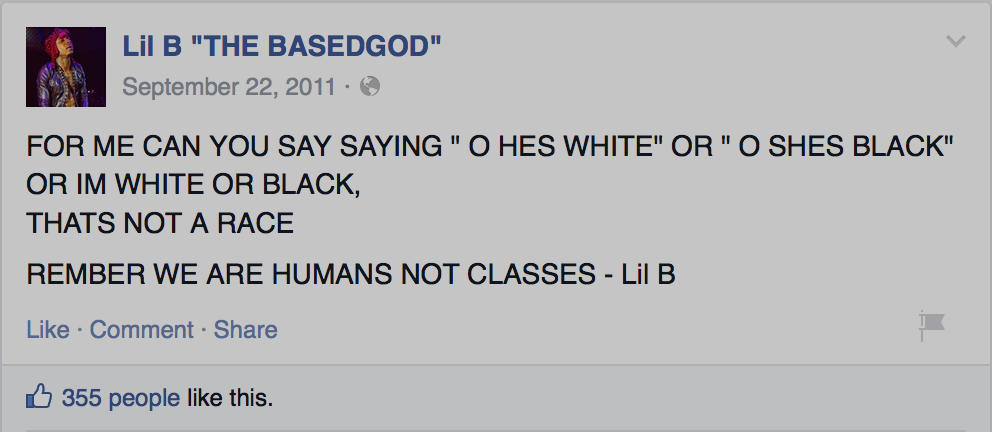 Lil B "THE BASEDGOD"
September 22, 2011 ·
FOR ME CAN YOU SAY SAYING " O HES WHITE" OR " O SHES BLACK"
OR IM WHITE OR BLACK,
THATS NOT A RACE
REMBER WE ARE HUMANS NOT CLASSES - Lil B
Like · Comment · Share
355 people like this.